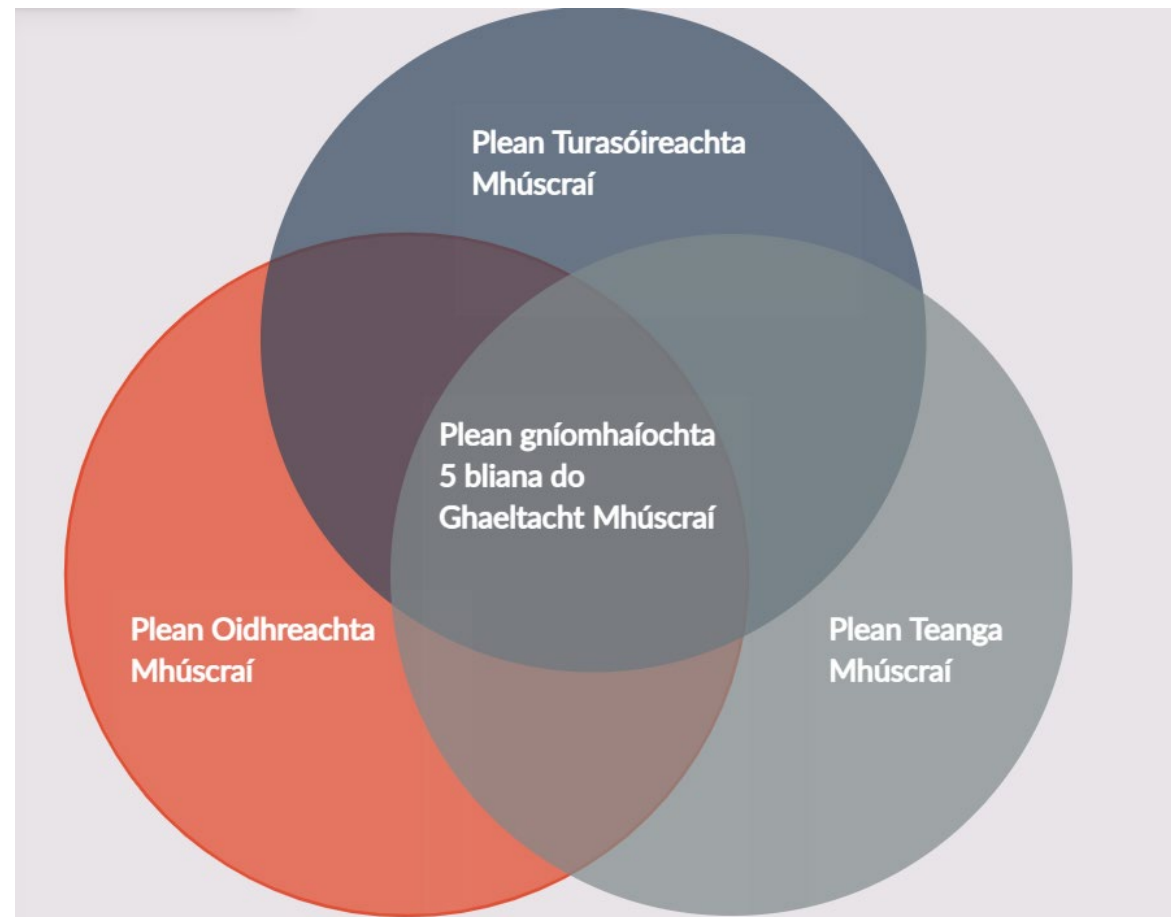 Plean Turasóireachta
Mhúscraí
Plean gníomhaíochta
5 bliana do
Ghaeltacht Mhúscraí
Plean Oidhreachta
Mhúscraí
Plean Teanga
Mhúscraí